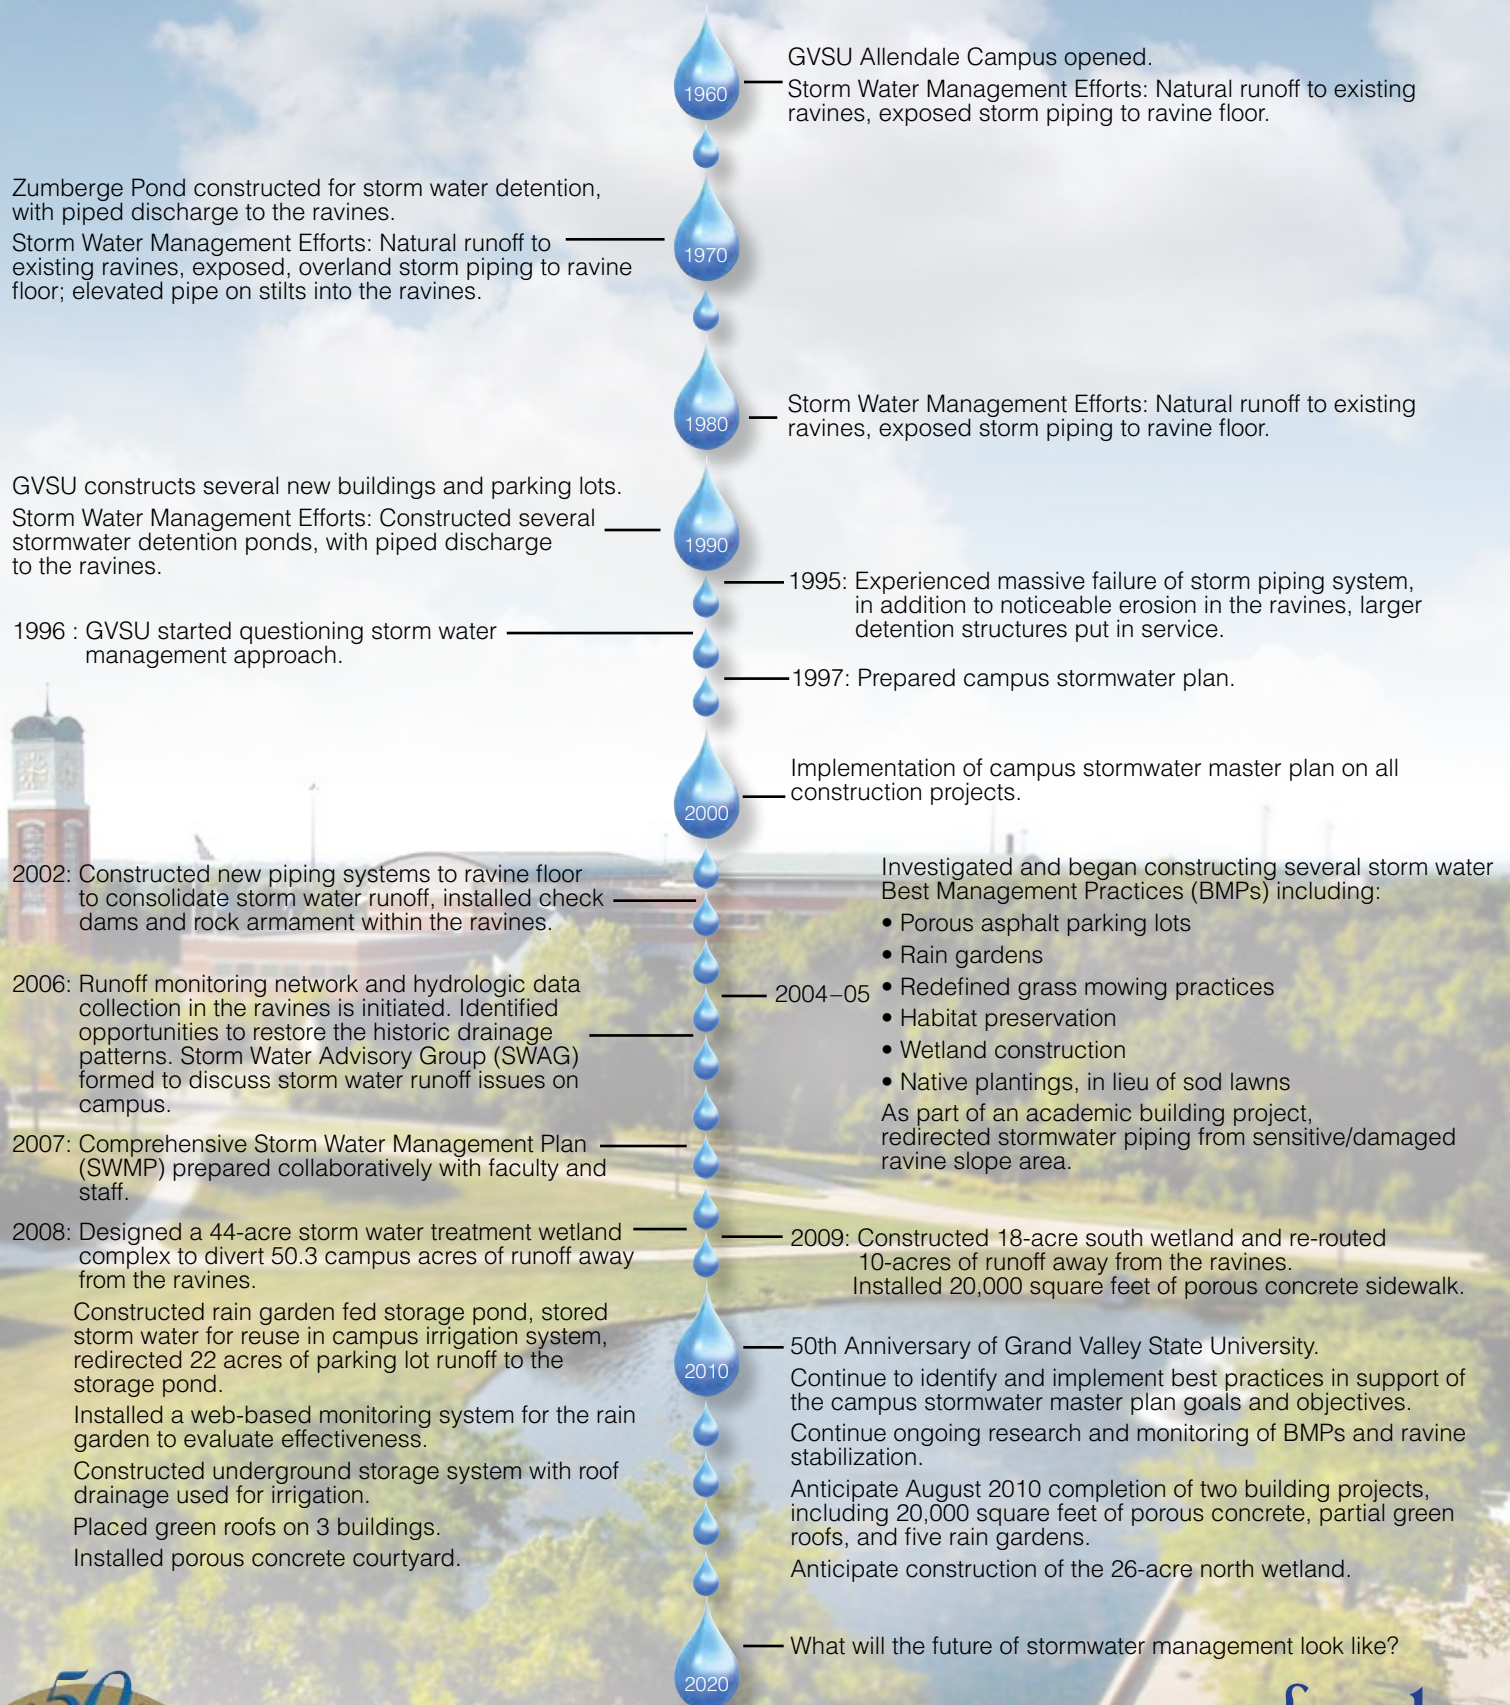 GVSU Allendale Campus opened.
Storm Water Management Efforts: Natural runoff to existing
ravines, exposed storm piping to ravine floor.
1960
Zumberge Pond constructed for storm water detention,
with piped discharge to the ravines.
Storm Water Management Efforts: Natural runoff to
existing ravines, exposed, overland storm piping to ravine
floor; elevated pipe on stilts into the ravines.
1970
Storm Water Management Efforts: Natural runoff to existing
ravines, exposed storm piping to ravine floor.
1980
GVSU constructs several new buildings and parking lots.
Storm Water Management Efforts: Constructed several
stormwater detention ponds, with piped discharge
to the ravines.
1990
1995: Experienced massive failure of storm piping system,
in addition to noticeable erosion in the ravines, larger
detention structures put in service.
1996 : GVSU started questioning storm water
management approach.
1997: Prepared campus stormwater plan.
Implementation of campus stormwater master plan on all
construction projects.
2000
2002: Constructed new piping systems to ravine floor
to consolidate storm water runoff, installed check
dams and rock armament within the ravines.
2004–05
Investigated and began constructing several storm water
Best Management Practices (BMPs) including:
• Porous asphalt parking lots
• Rain gardens
• Redefined grass mowing practices
• Habitat preservation
• Wetland construction
• Native plantings, in lieu of sod lawns
As part of an academic building project,
redirected stormwater piping from sensitive/damaged
ravine slope area.
2006: Runoff monitoring network and hydrologic data
collection in the ravines is initiated. Identified
opportunities to restore the historic drainage
patterns. Storm Water Advisory Group (SWAG)
formed to discuss storm water runoff issues on
campus.
2007: Comprehensive Storm Water Management Plan
(SWMP) prepared collaboratively with faculty and
staff.
2008: Designed a 44-acre storm water treatment wetland
complex to divert 50.3 campus acres of runoff away
from the ravines.
Constructed rain garden fed storage pond, stored
storm water for reuse in campus irrigation system,
redirected 22 acres of parking lot runoff to the
storage pond.
Installed a web-based monitoring system for the rain
garden to evaluate effectiveness.
Constructed underground storage system with roof
drainage used for irrigation.
Placed green roofs on 3 buildings.
Installed porous concrete courtyard.
2009: Constructed 18-acre south wetland and re-routed
10-acres of runoff away from the ravines.
Installed 20,000 square feet of porous concrete sidewalk.
2010
50th Anniversary of Grand Valley State University.
Continue to identify and implement best practices in support of
the campus stormwater master plan goals and objectives.
Continue ongoing research and monitoring of BMPs and ravine
stabilization.
Anticipate August 2010 completion of two building projects,
including 20,000 square feet of porous concrete, partial green
roofs, and five rain gardens.
Anticipate construction of the 26-acre north wetland.
What will the future of stormwater management look like?
2020
50